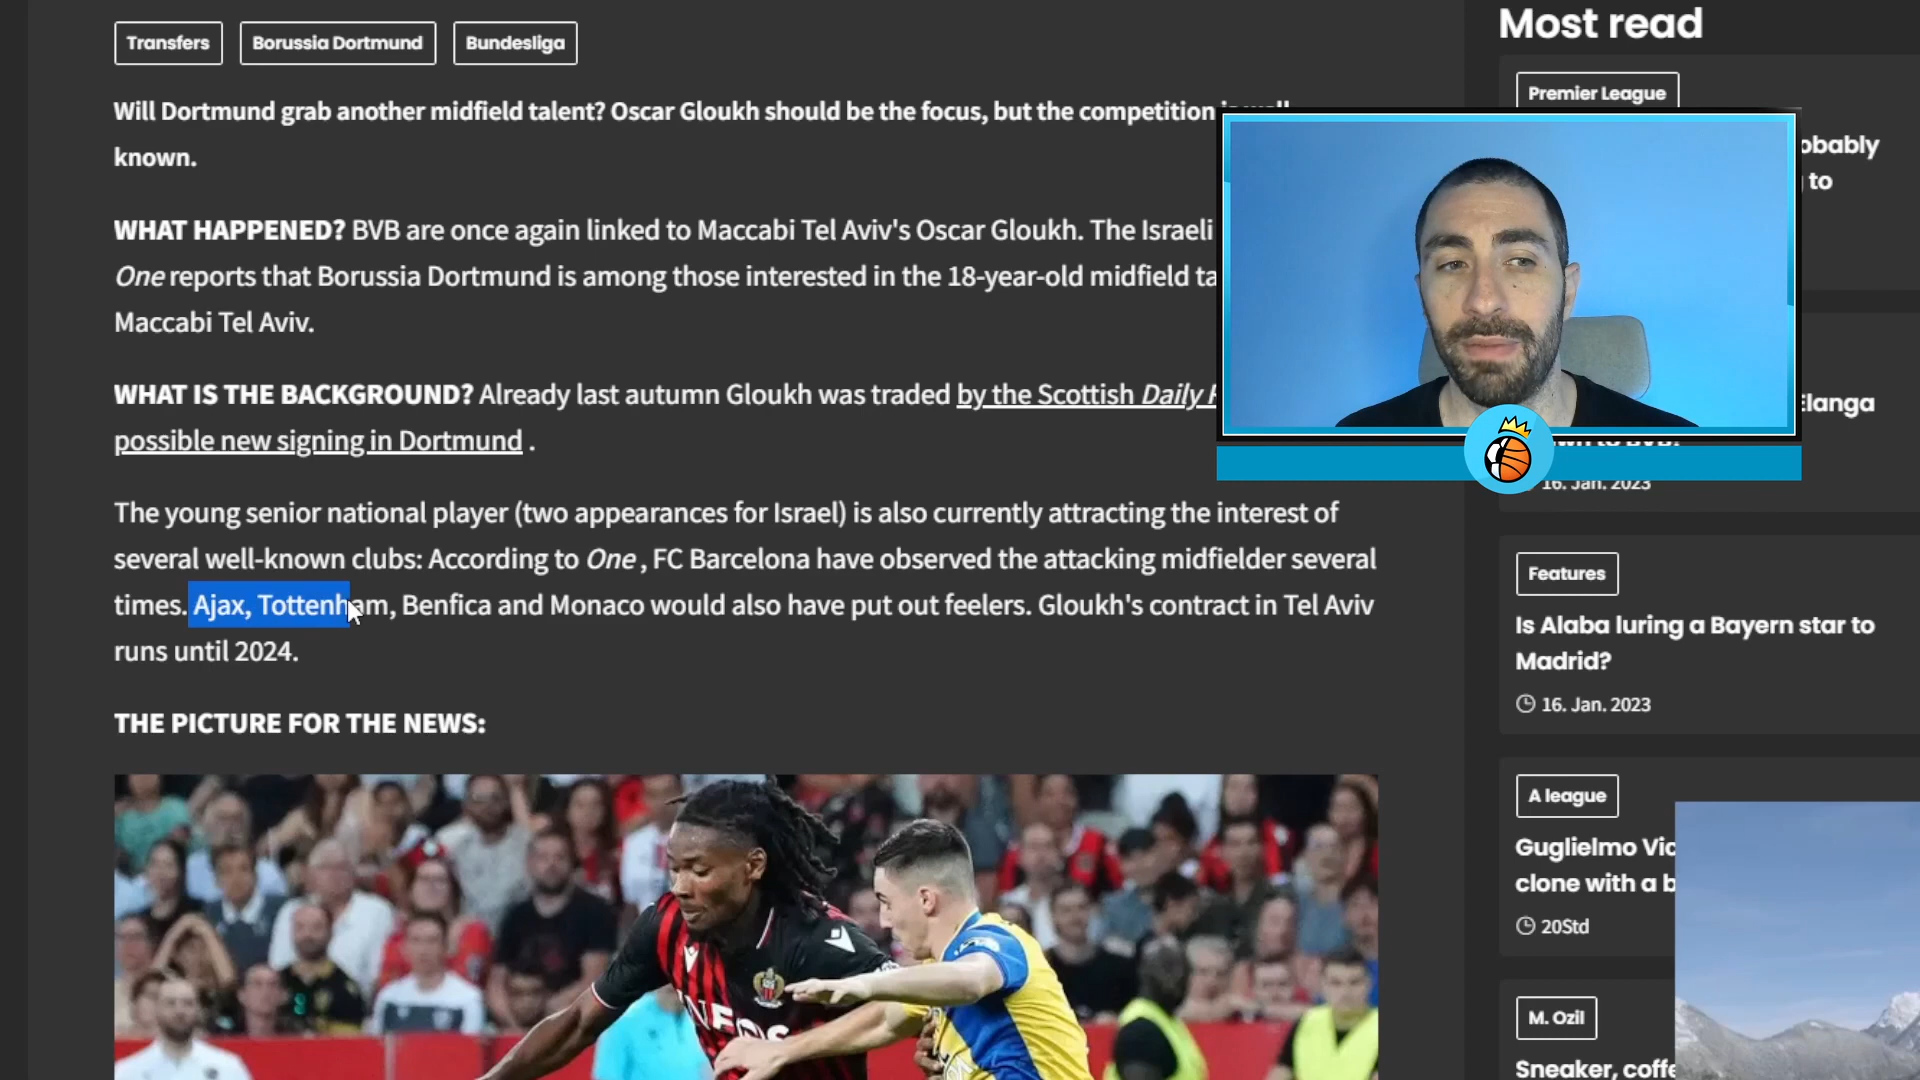 Transfers
Borussia Dortmund
Bundesliga
Will Dortmund grab another midfield talent? Oscar Gloukh should be the focus, but the competition is well
known.
WHAT HAPPENED? BVB are once again linked to Maccabi Tel Aviv's Oscar Gloukh. The Israeli
One reports that Borussia Dortmund is among those interested in the 18-year-old midfield ta
Maccabi Tel Aviv.
WHAT IS THE BACKGROUND? Already last autumn Gloukh was traded by the Scottish Daily
possible new signing in Dortmund .
The young senior national player (two appearances for Israel) is also currently attracting the interest of
several well-known clubs: According to One , FC Barcelona have observed the attacking midfielder several
times. Ajax, Tottenham, Benfica and Monaco would also have put out feelers. Gloukh's contract in Tel Aviv
runs until 2024.
THE PICTURE FOR THE NEWS:
Most read
Premier League
obably
to
Elanga
to BVB?
16. Jan. 2023
Features
Is Alaba luring a Bayern star to
Madrid?
16. Jan. 2023
A league
Guglielmo Vic
clone with a b
20Std
M. Ozil
Sneaker, coffe